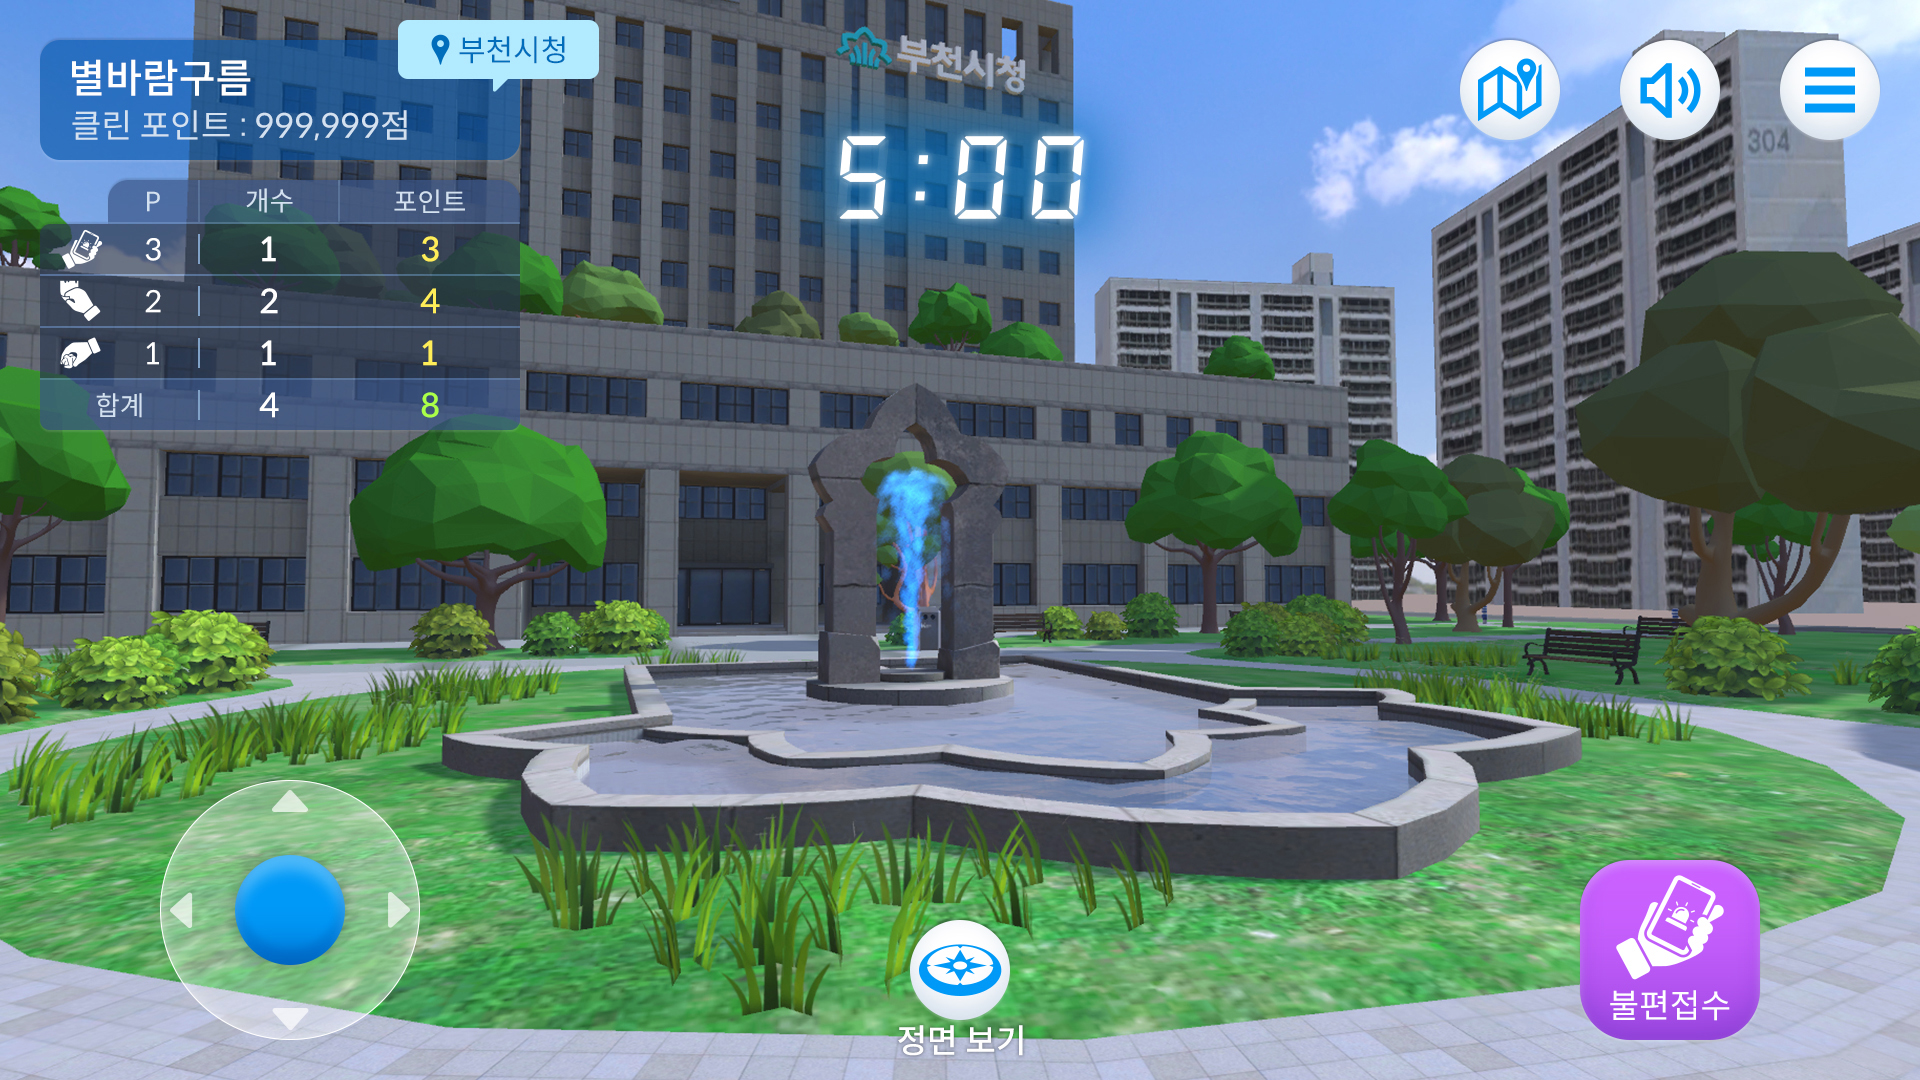 별바람구름
클린 포인트 : 999,999점
부천시청
부천시청
5:00
304
P 개수 포인트
3 1 3
2 2 4
1 1 1
합계 4 8
정면 보기
불편접수